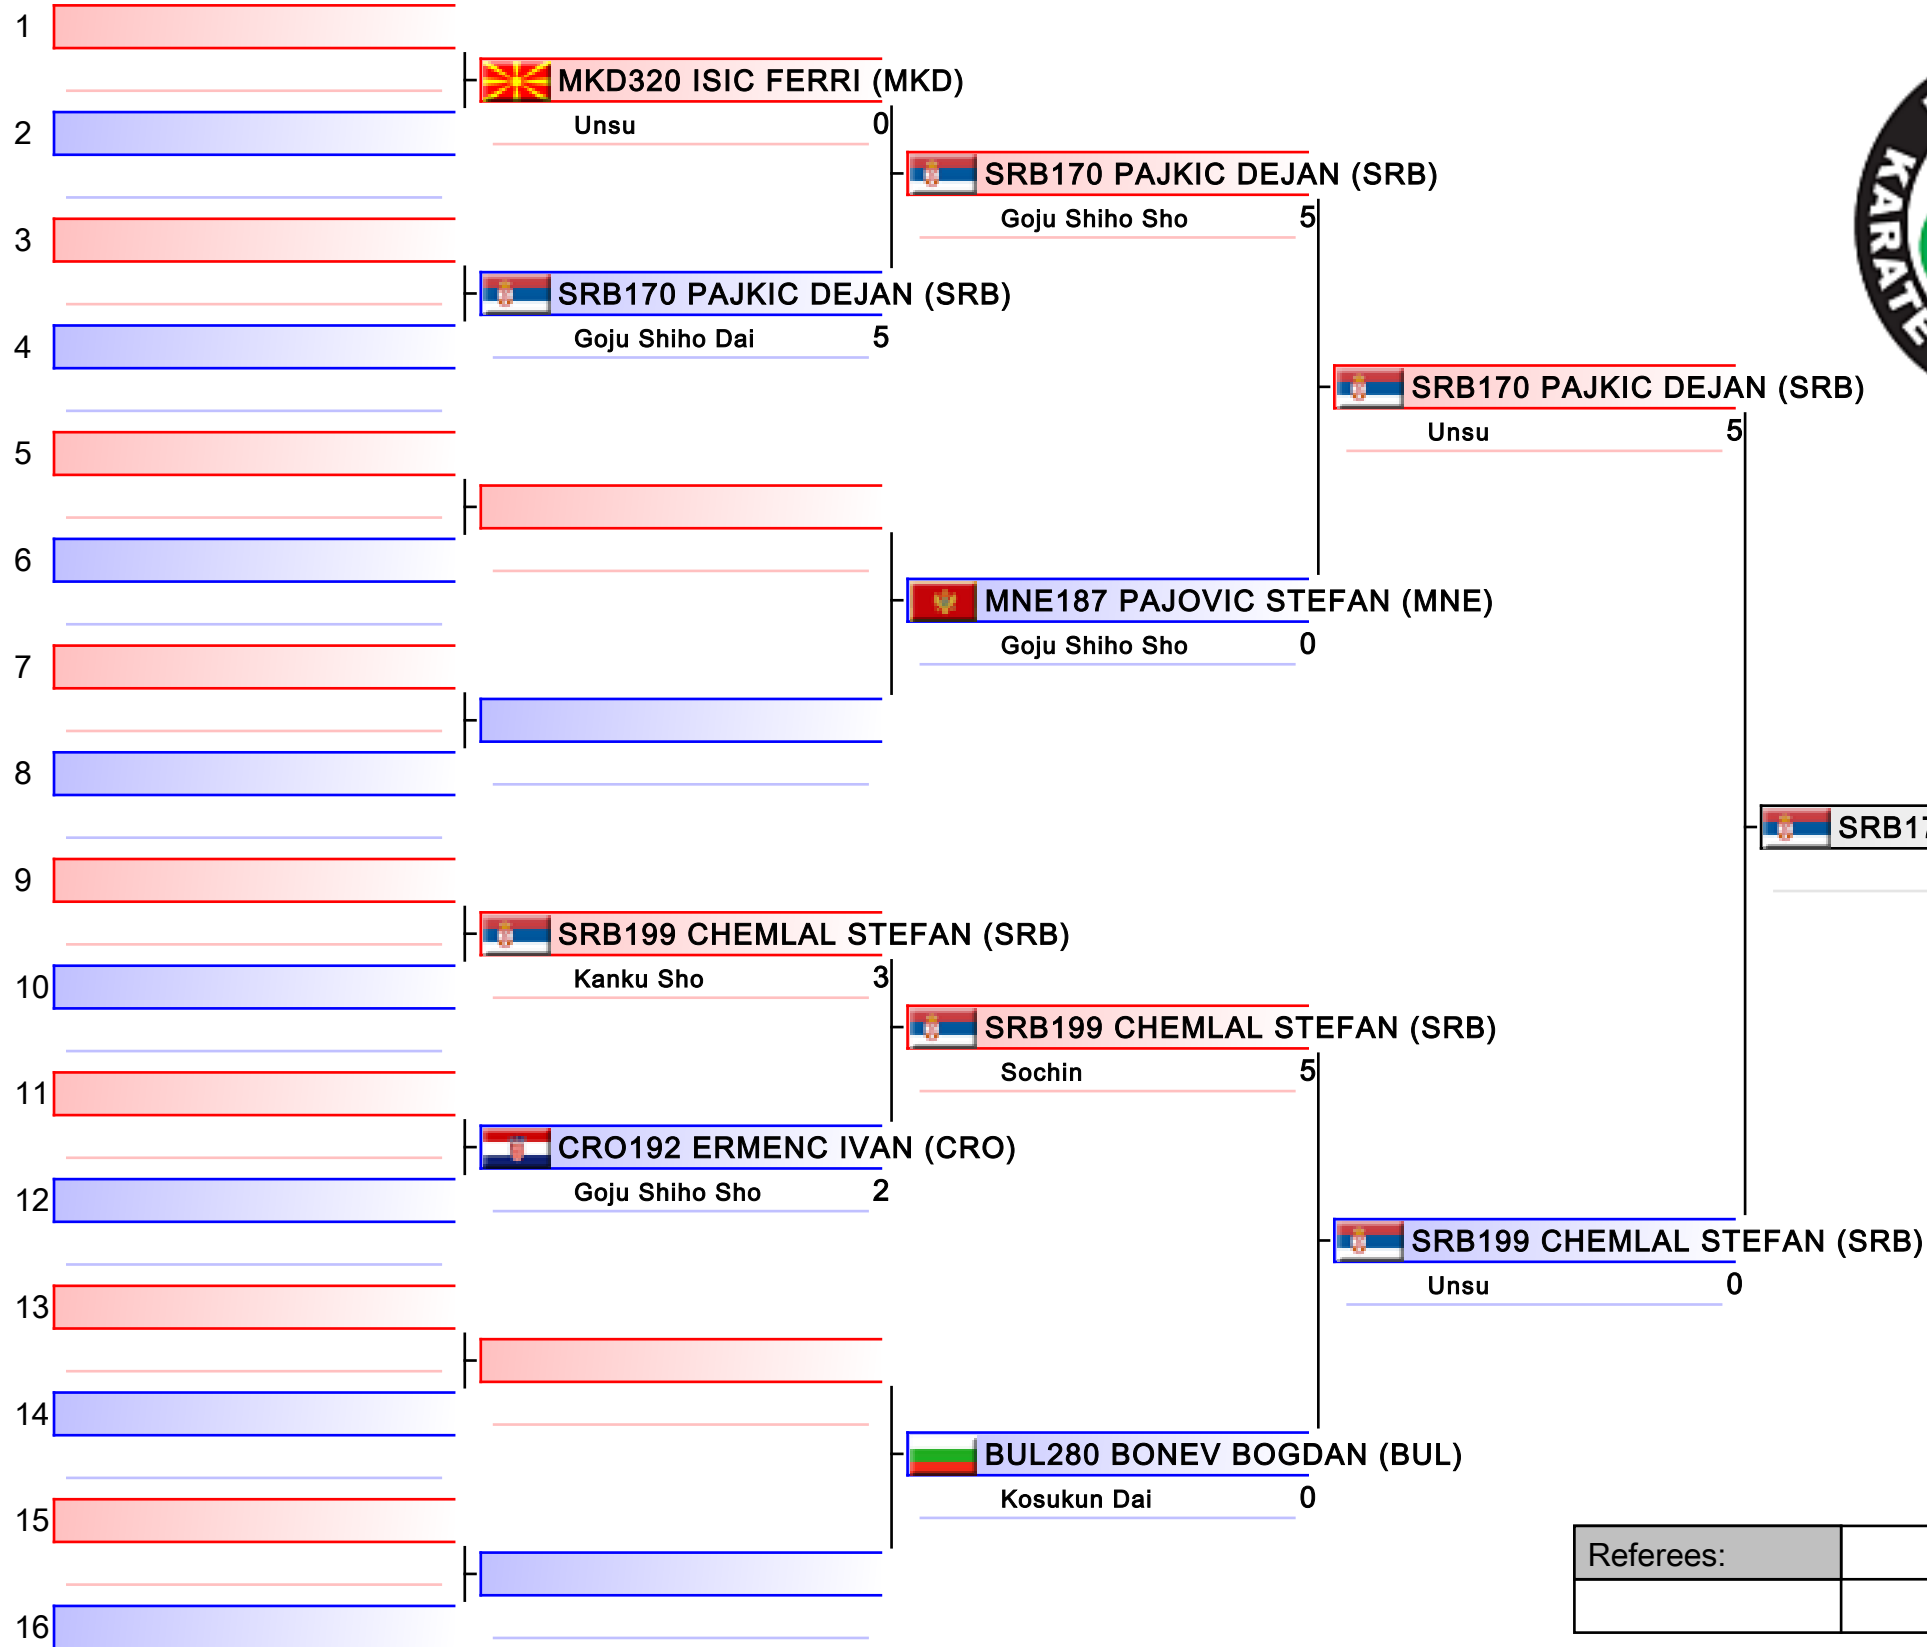 1
MKD320 ISIC FERRI (MKD)
Unsu 0
2
SRB170 PAJKIC DEJAN (SRB)
Goju Shiho Sho 5
3
SRB170 PAJKIC DEJAN (SRB)
Goju Shiho Dai 5
4
SRB170 PAJKIC DEJAN (SRB)
Unsu 5
5
6
MNE187 PAJOVIC STEFAN (MNE)
Goju Shiho Sho 0
7
8
SRB17
9
SRB199 CHEMLAL STEFAN (SRB)
Kanku Sho 3
10
SRB199 CHEMLAL STEFAN (SRB)
Sochin 5
11
CRO192 ERMENC IVAN (CRO)
Goju Shiho Sho 2
12
SRB199 CHEMLAL STEFAN (SRB)
Unsu 0
13
14
BUL280 BONEV BOGDAN (BUL)
Kosukun Dai 0
15
16
Referees:
KARATE